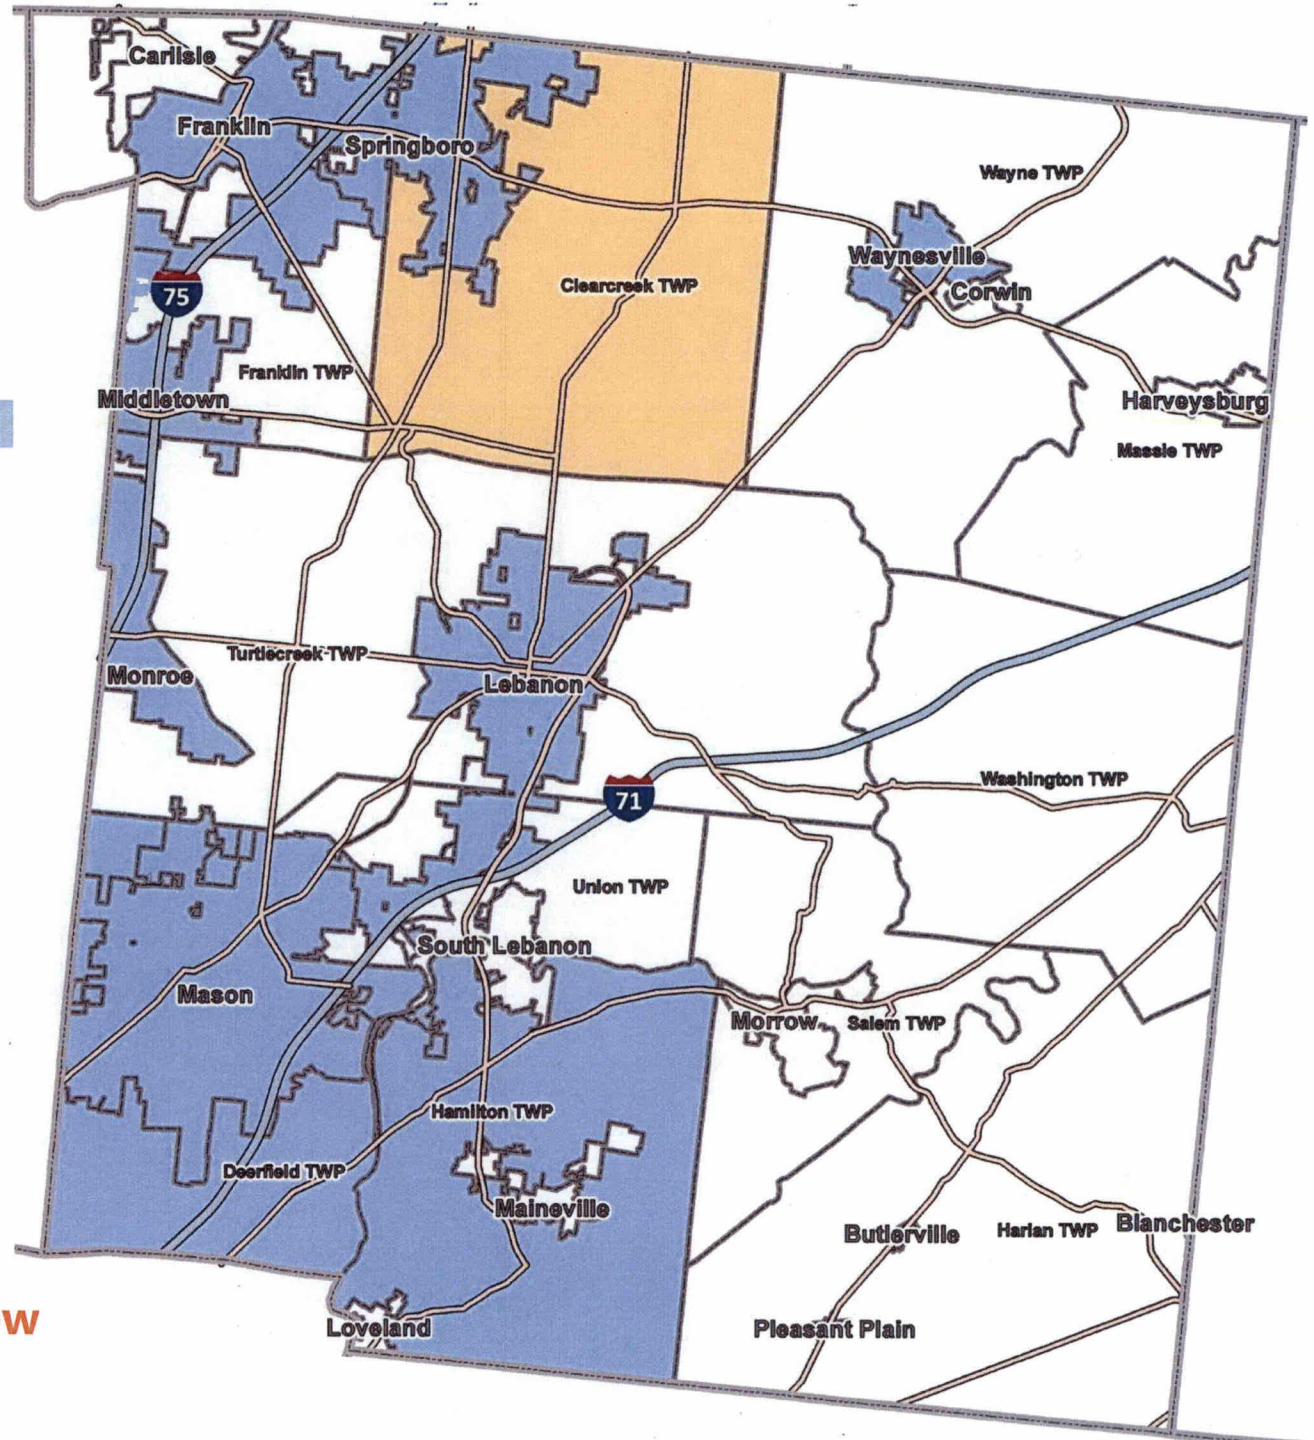 Carlisle
Franklin
Springboro
Wayne TWP
Waynesville
Clearcreek TWP
Corwin
75
Franklin TWP
Middletown
Harveysburg
Massie TWP
Turtlecreek TWP
Monroe
Lebanon
Washington TWP
71
Union TWP
South Lebanon
Mason
Morrow
Salem TWP
Hamilton TWP
Deerfield TWP
Maineville
Butlerville
Harlan TWP
Blanchester
w
Loveland
Pleasant Plain